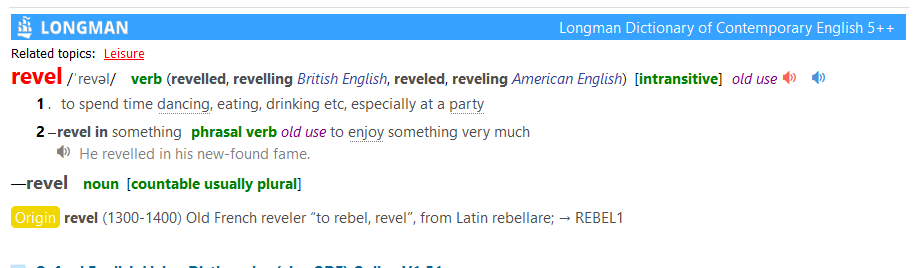 LONGMAN Longman Dictionary of Contemporary English 5++
Related topics: Leisure
revel /ˈrevəl/ verb (revelled, revelling British English, reveled, reveling American English) [intransitive] old use
1 . to spend time dancing, eating, drinking etc, especially at a party
2 –revel in something phrasal verb old use to enjoy something very much
He revelled in his new-found fame.
—revel noun [countable usually plural]
Origin revel (1300-1400) Old French reveler “to rebel, revel”, from Latin rebellare; → REBEL1